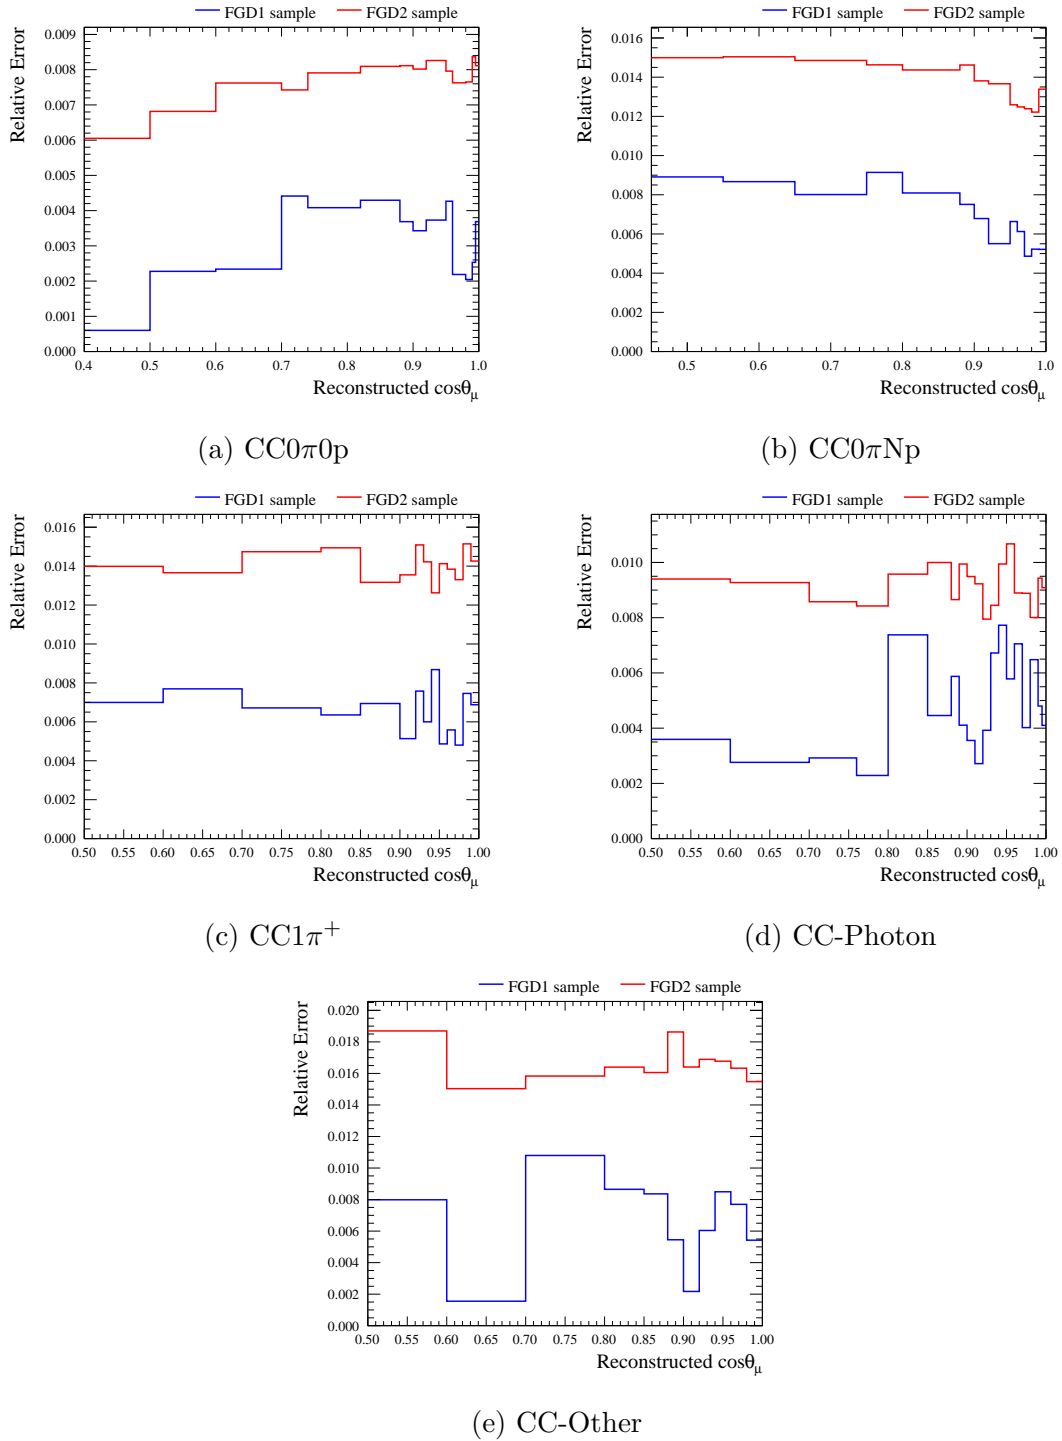 FGD1 sample FGD2 sample
Relative Error
0.009
0.008
0.007
0.006
0.005
0.004
0.003
0.002
0.001
0.000
0.4 0.5 0.6 0.7 0.8 0.9 1.0
Reconstructed cosθμ
(a) CC0π0p
FGD1 sample FGD2 sample
Relative Error
0.016
0.014
0.012
0.010
0.008
0.006
0.004
0.002
0.000
0.5 0.6 0.7 0.8 0.9 1.0
Reconstructed cosθμ
(b) CC0πNp
FGD1 sample FGD2 sample
Relative Error
0.016
0.014
0.012
0.010
0.008
0.006
0.004
0.002
0.000
0.50 0.55 0.60 0.65 0.70 0.75 0.80 0.85 0.90 0.95 1.00
Reconstructed cosθμ
(c) CC1π⁺
FGD1 sample FGD2 sample
Relative Error
0.010
0.008
0.006
0.004
0.002
0.000
0.50 0.55 0.60 0.65 0.70 0.75 0.80 0.85 0.90 0.95 1.00
Reconstructed cosθμ
(d) CC-Photon
FGD1 sample FGD2 sample
Relative Error
0.020
0.018
0.016
0.014
0.012
0.010
0.008
0.006
0.004
0.002
0.000
0.50 0.55 0.60 0.65 0.70 0.75 0.80 0.85 0.90 0.95 1.00
Reconstructed cosθμ
(e) CC-Other